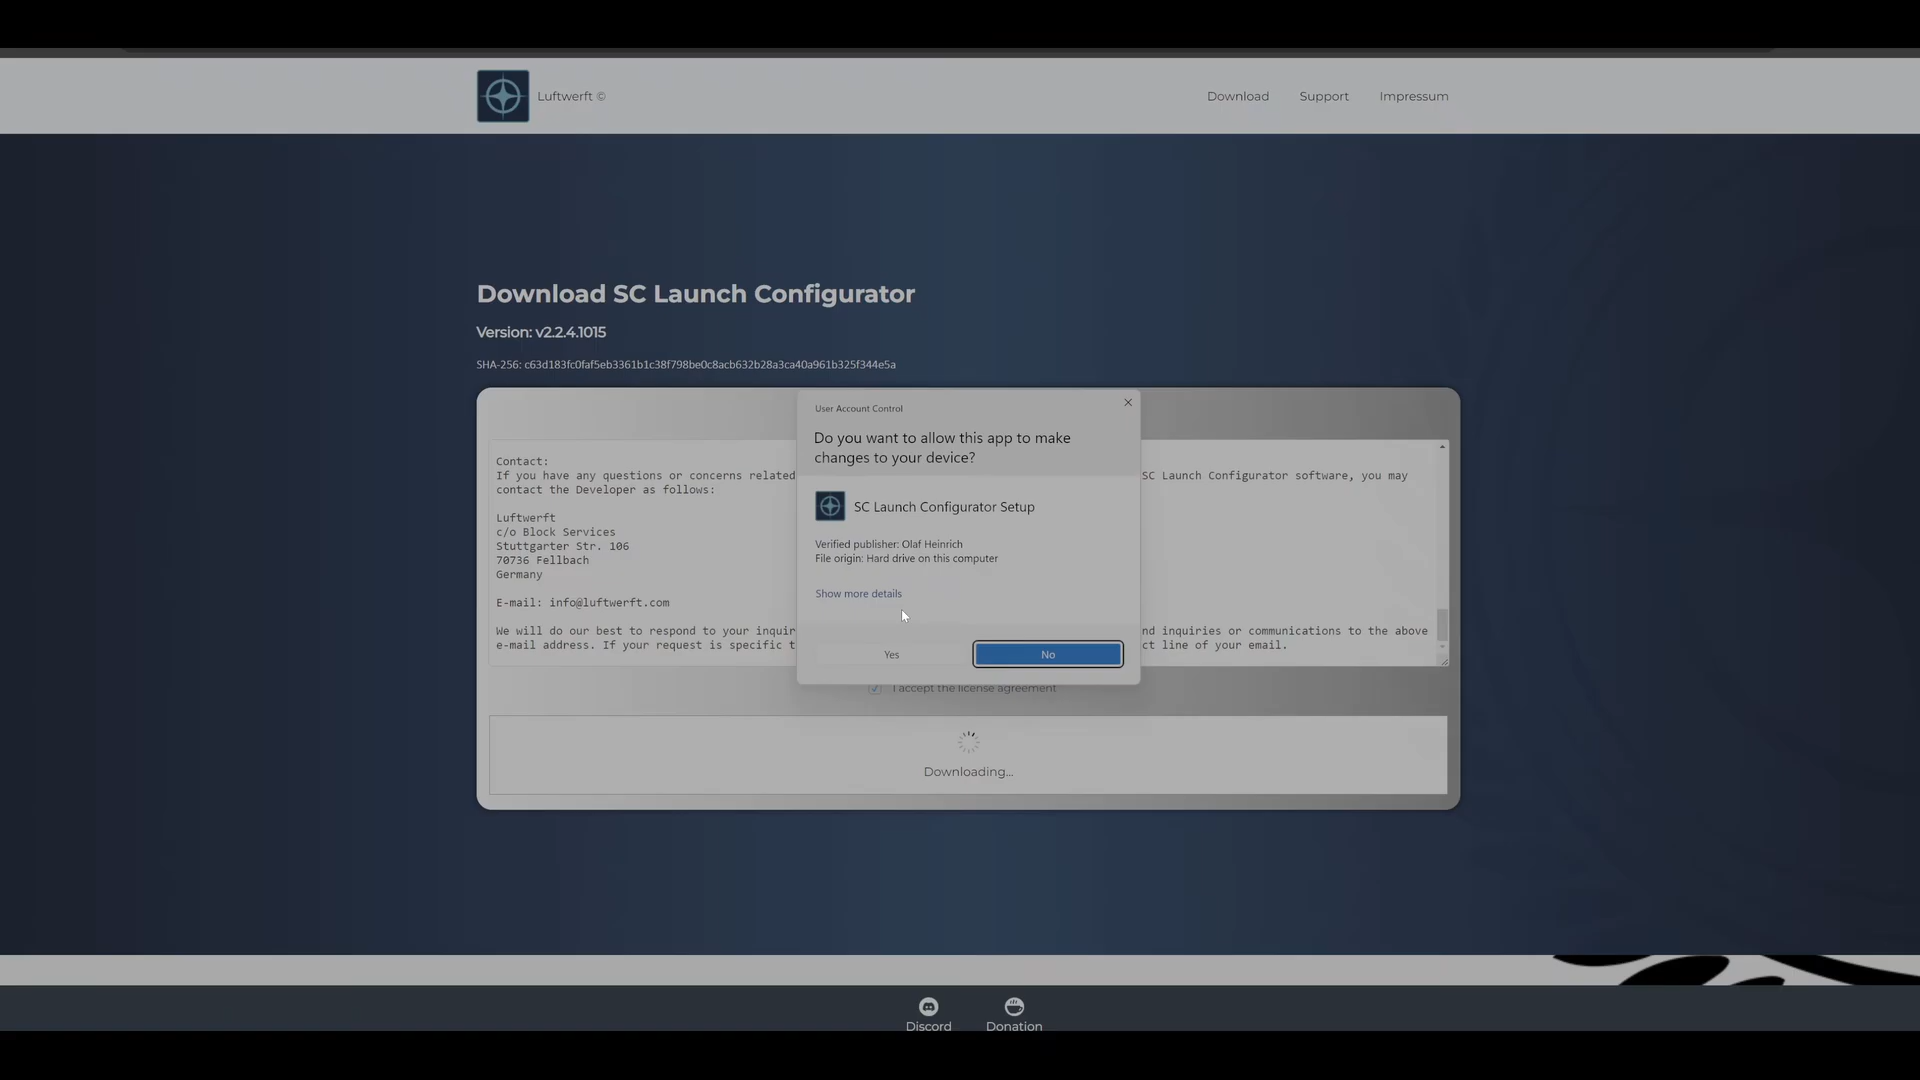 Luftwerft ©
Download
Support
Impressum
Download SC Launch Configurator
Version: v2.2.4.1015
SHA-256: c63d183fc0faf5eb3361b1c38f798be0c8acb632b28a3ca40a961b325f344e5a
User Account Control
Do you want to allow this app to make
changes to your device?
SC Launch Configurator Setup
Verified publisher: Olaf Heinrich
File origin: Hard drive on this computer
Show more details
Yes
No
Contact:
If you have any questions or concerns related
SC Launch Configurator software, you may
contact the Developer as follows:
Luftwerft
c/o Block Services
Stuttgarter Str. 106
70736 Fellbach
Germany
E-mail: info@luftwerft.com
We will do our best to respond to your
inquiries or communications to the above
e-mail address. If your request is specific
line of your email.
I accept the license agreement
Downloading...
Discord
Donation